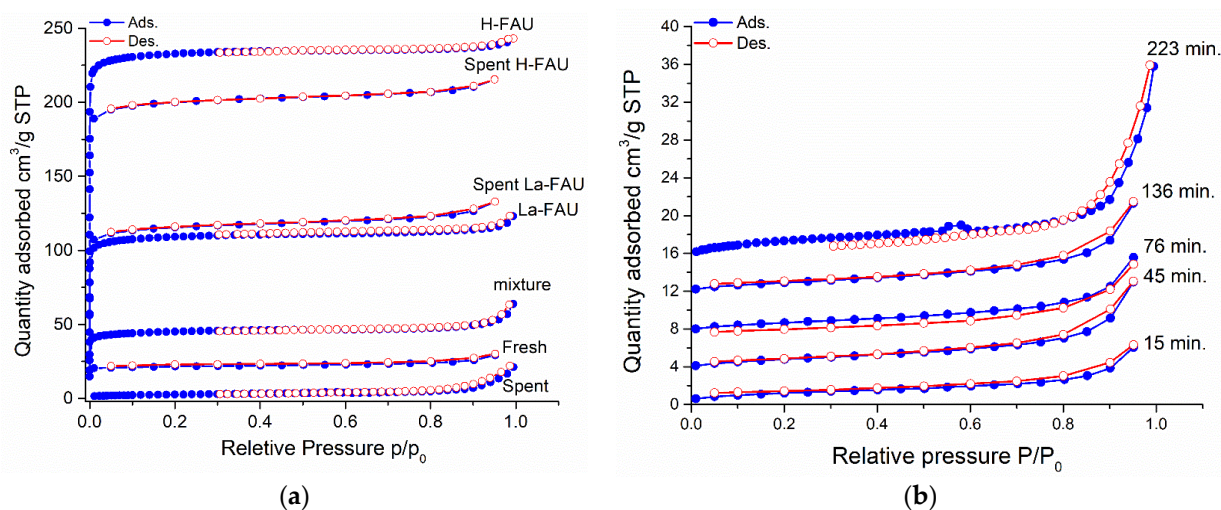 Ads.
Des.
H-FAU
Spent H-FAU
Spent La-FAU
La-FAU
mixture
Fresh
Spent
Quantity adsorbed cm³/g STP
250
200
150
100
50
0
0.0 0.2 0.4 0.6 0.8 1.0
Reletive Pressure p/p₀
(a)
Ads.
Des.
223 min.
136 min.
76 min.
45 min.
15 min.
Quantity adsorbed cm³/g STP
40
36
32
28
24
20
16
12
8
4
0
0.0 0.2 0.4 0.6 0.8 1.0
Relative pressure P/P₀
(b)